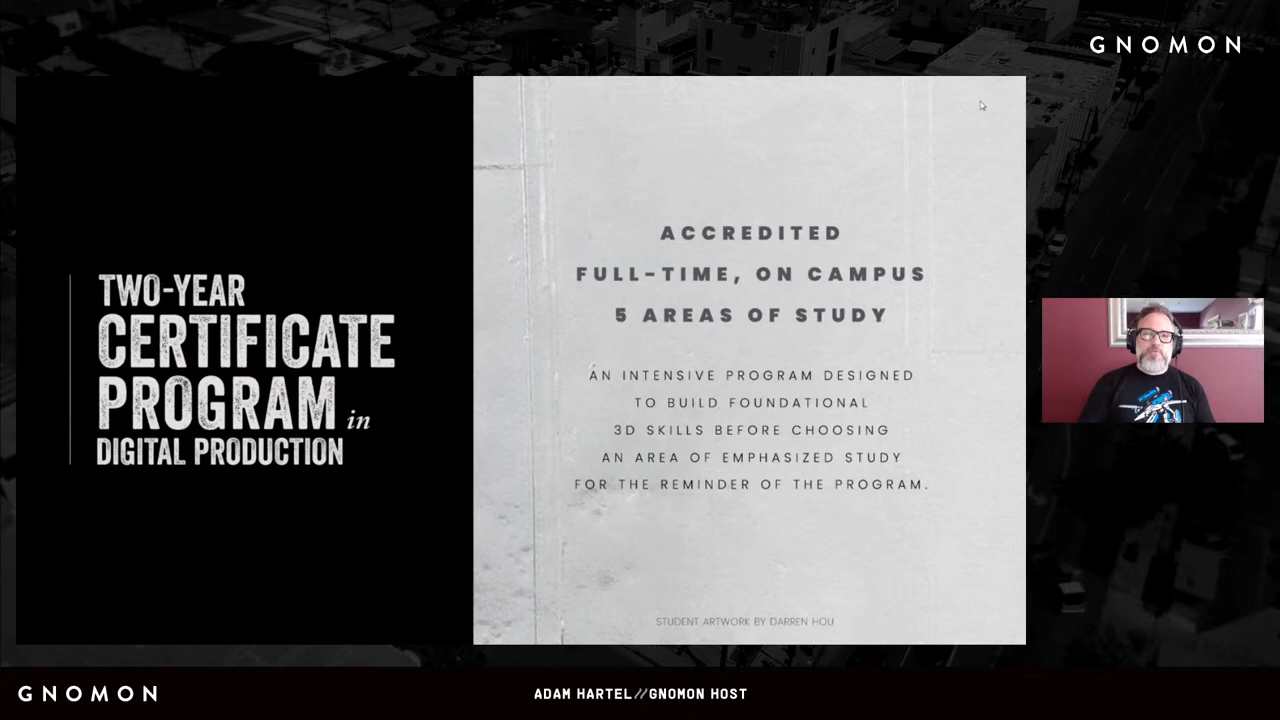 GNOMON
TWO-YEAR
CERTIFICATE
PROGRAM in
DIGITAL PRODUCTION
ACCREDITED
FULL-TIME, ON CAMPUS
5 AREAS OF STUDY
AN INTENSIVE PROGRAM DESIGNED
TO BUILD FOUNDATIONAL
3D SKILLS BEFORE CHOOSING
AN AREA OF EMPHASIZED STUDY
FOR THE REMINDER OF THE PROGRAM.
STUDENT ARTWORK BY DARREN HOU
GNOMON
ADAM HARTEL//GNOMON HOST